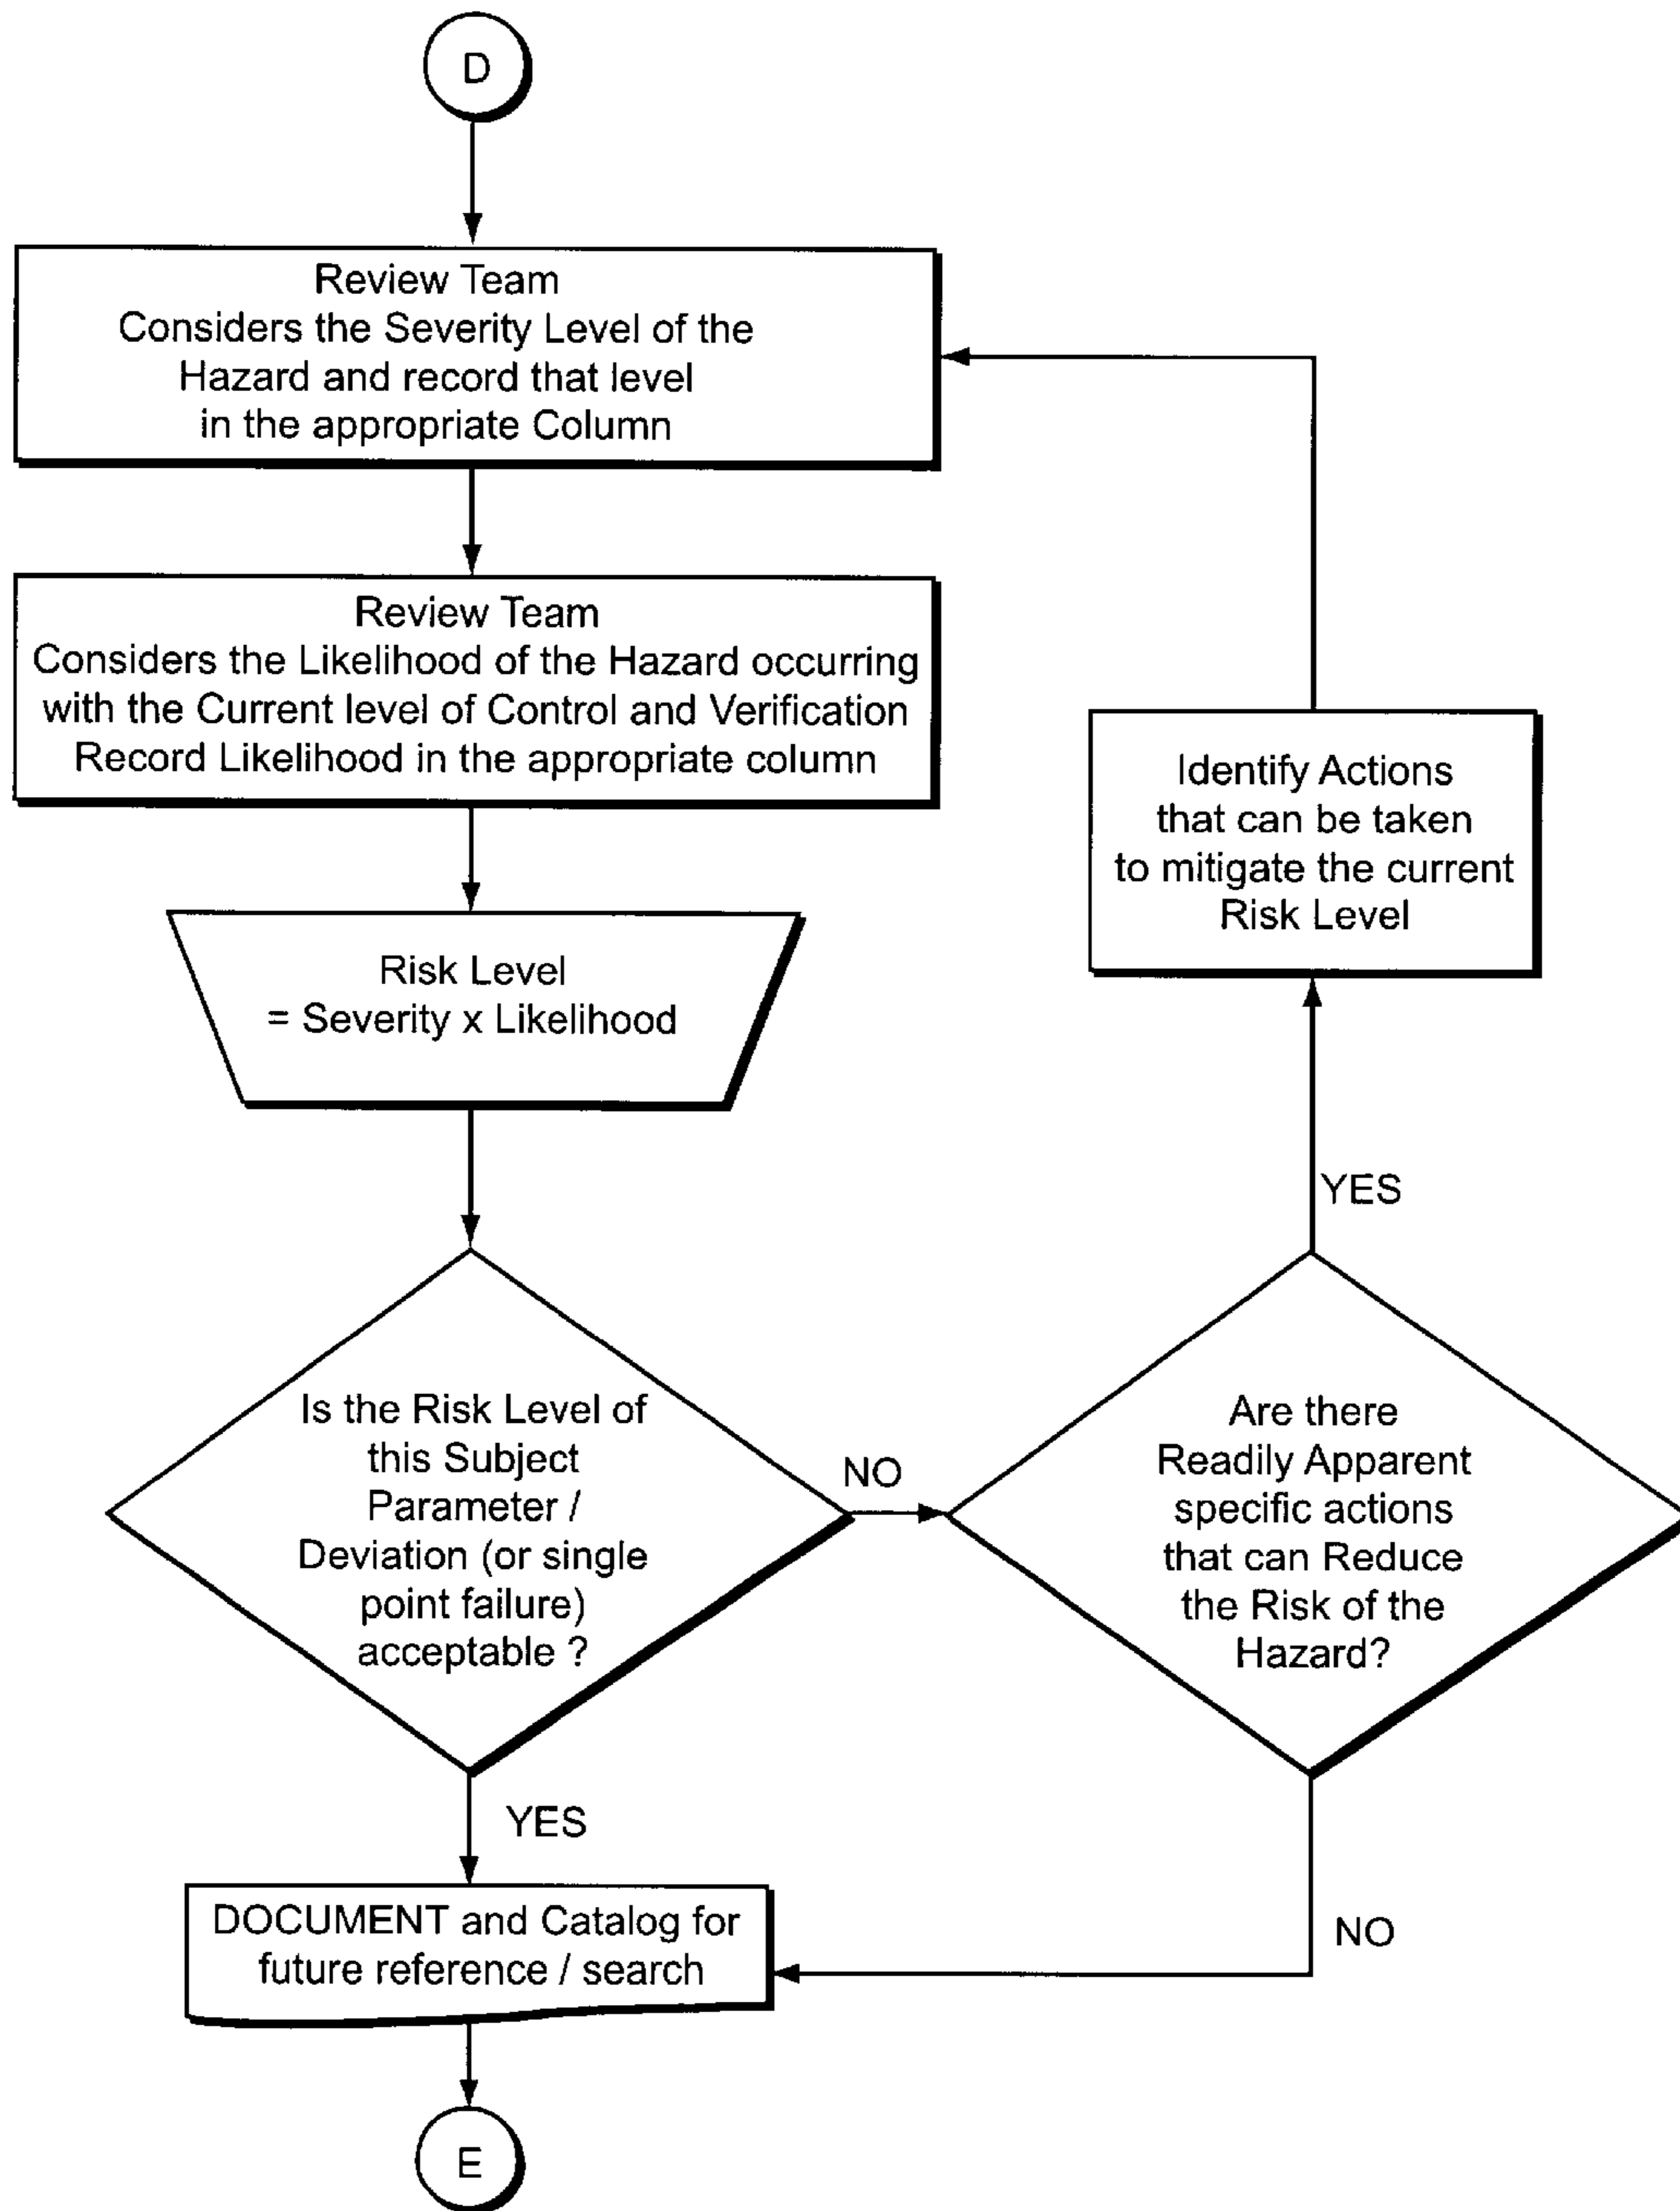 D
Review Team
Considers the Severity Level of the
Hazard and record that level
in the appropriate Column
Review Team
Considers the Likelihood of the Hazard occurring
with the Current level of Control and Verification
Record Likelihood in the appropriate column
Risk Level
= Severity x Likelihood
Is the Risk Level of
this Subject
Parameter /
Deviation (or single
point failure)
acceptable ?
NO
Are there
Readily Apparent
specific actions
that can Reduce
the Risk of the
Hazard?
YES
Identify Actions
that can be taken
to mitigate the current
Risk Level
YES
NO
DOCUMENT and Catalog for
future reference / search
E